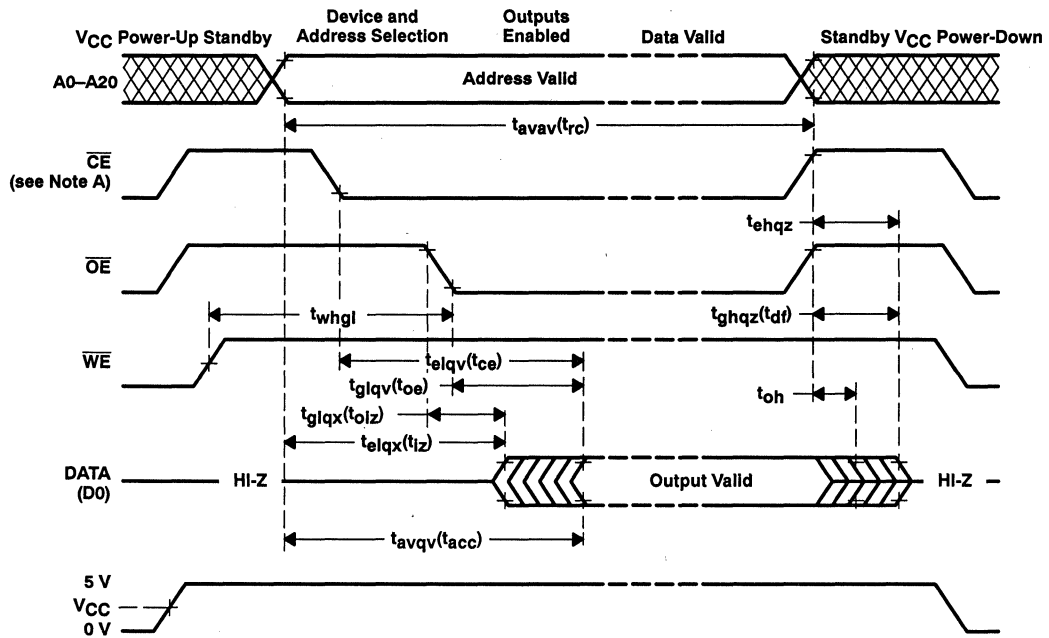 Device and
Address Selection
Outputs
Enabled
VCC Power-Up Standby
Data Valid
Standby VCC Power-Down
A0–A20
Address Valid
tavav(trc)
CE
(see Note A)
tehqz
OE
twhgl
tghqz(tdf)
WE
telqv(tce)
tglqv(toe)
toh
tglqx(tolz)
telqx(tlz)
DATA
(D0)
HI-Z
Output Valid
HI-Z
tavqv(tacc)
5 V
VCC
0 V